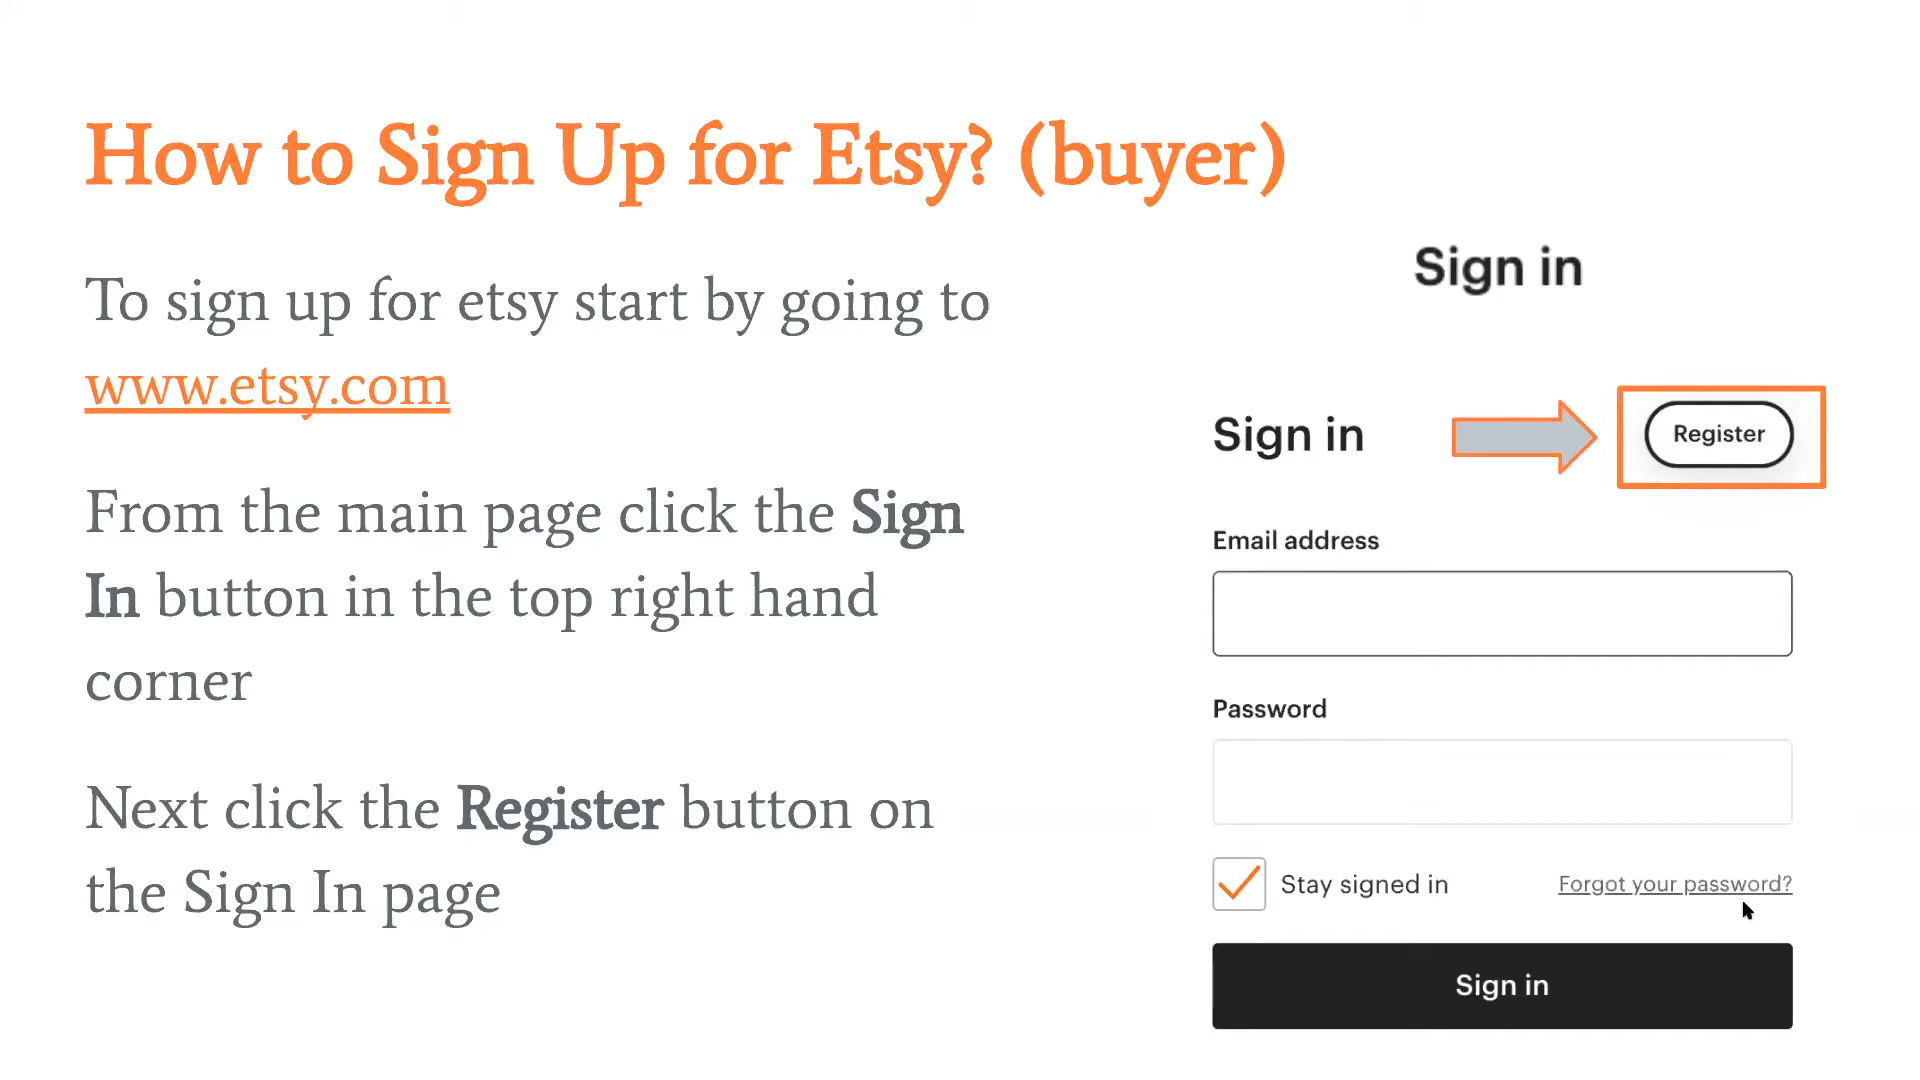 How to Sign Up for Etsy? (buyer)
To sign up for etsy start by going to
www.etsy.com
From the main page click the Sign
In button in the top right hand
corner
Next click the Register button on
the Sign In page
Sign in
Sign in
Register
Email address
Password
Stay signed in
Forgot your password?
Sign in